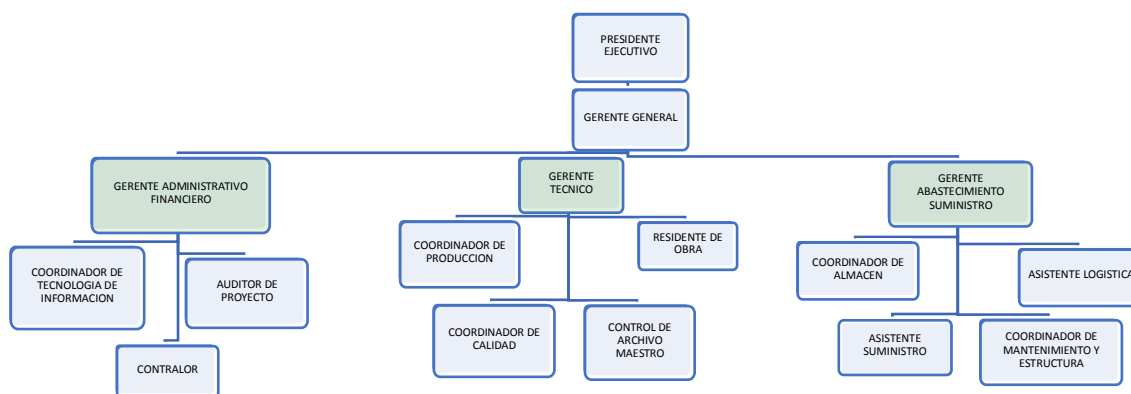 PRESIDENTE
EJECUTIVO
GERENTE GENERAL
GERENTE ADMINISTRATIVO
FINANCIERO
GERENTE
TECNICO
GERENTE
ABASTECIMIENTO
SUMINISTRO
COORDINADOR DE
TECNOLOGIA DE
INFORMACION
AUDITOR DE
PROYECTO
CONTRALOR
COORDINADOR DE
PRODUCCION
RESIDENTE DE
OBRA
COORDINADOR DE
CALIDAD
CONTROL DE
ARCHIVO
MAESTRO
COORDINADOR DE
ALMACEN
ASISTENTE LOGISTICA
ASISTENTE
SUMINISTRO
COORDINADOR DE
MANTENIMIENTO Y
ESTRUCTURA